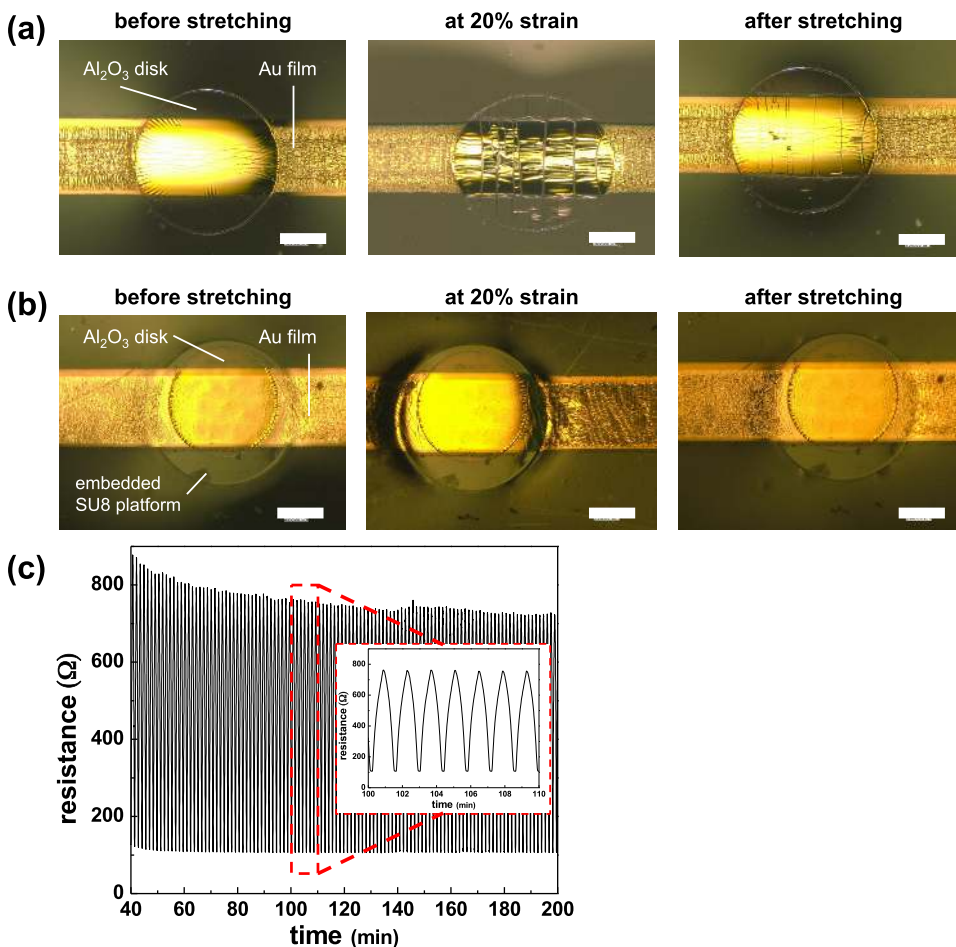 (a)
before stretching
at 20% strain
after stretching
Al₂O₃ disk
Au film
(b)
before stretching
at 20% strain
after stretching
Al₂O₃ disk
Au film
embedded
SU8 platform
(c)
800
600
400
200
0
resistance (Ω)
40
60
80
100
120
140
160
180
200
time (min)
800
600
400
200
0
resistance (Ω)
100
102
104
106
108
110
time (min)